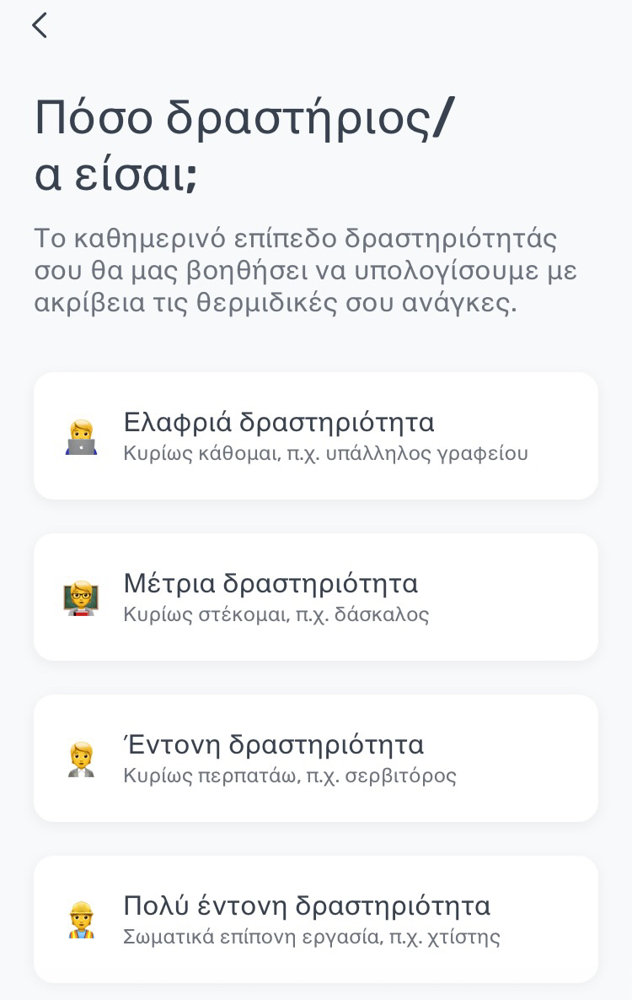 Πόσο δραστήριος/
α είσαι;
Το καθημερινό επίπεδο δραστηριότητάς
σου θα μας βοηθήσει να υπολογίσουμε με
ακρίβεια τις θερμιδικές σου ανάγκες.
Ελαφριά δραστηριότητα
Κυρίως κάθομαι, π.χ. υπάλληλος γραφείου
Μέτρια δραστηριότητα
Κυρίως στέκομαι, π.χ. δάσκαλος
Έντονη δραστηριότητα
Κυρίως περπατάω, π.χ. σερβιτόρος
Πολύ έντονη δραστηριότητα
Σωματικά επίπονη εργασία, π.χ. χτίστης